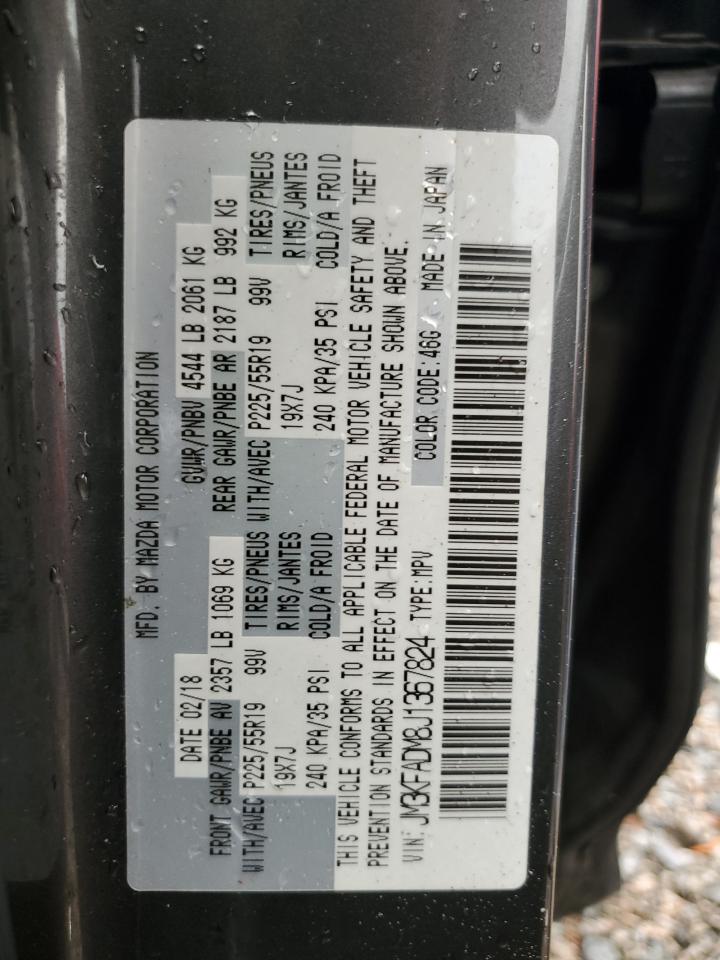 MFD. BY MAZDA MOTOR CORPORATION
DATE 02/18 GVWR/PNBV 4544 LB 2061 KG
FRONT GAWR/PNBE AV 2357 LB 1069 KG REAR GAWR/PNBE AR 2187 LB 992 KG
WITH/AVEC P225/55R19 99V TIRES/PNEUS WITH/AVEC P225/55R19 99V TIRES/PNEUS
19X7J RIMS/JANTES 19X7J RIMS/JANTES
240 KPA/35 PSI COLD/A FROID 240 KPA/35 PSI COLD/A FROID
THIS VEHICLE CONFORMS TO ALL APPLICABLE FEDERAL MOTOR VEHICLE SAFETY AND THEFT
PREVENTION STANDARDS IN EFFECT ON THE DATE OF MANUFACTURE SHOWN ABOVE.
VIN: JM3KFADM8J1367824 TYPE:MPV COLOR CODE:46G MADE IN JAPAN